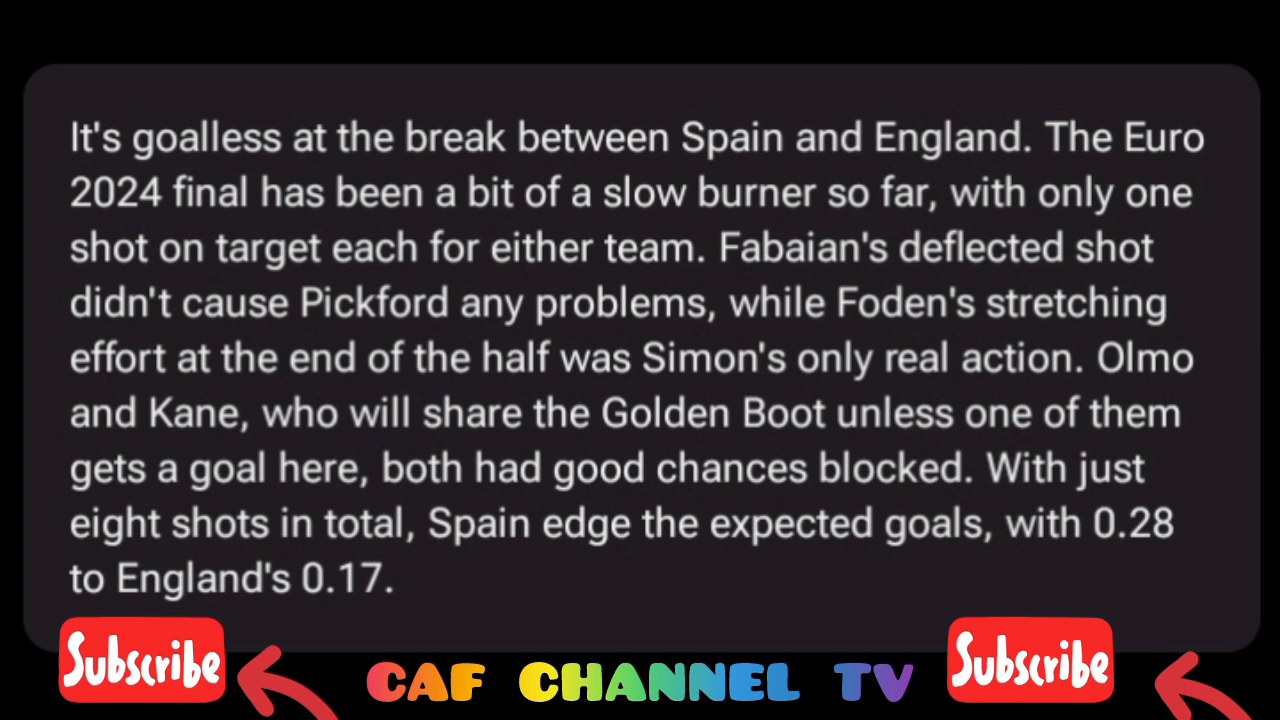 It's goalless at the break between Spain and England. The Euro
2024 final has been a bit of a slow burner so far, with only one
shot on target each for either team. Fabaian's deflected shot
didn't cause Pickford any problems, while Foden's stretching
effort at the end of the half was Simon's only real action. Olmo
and Kane, who will share the Golden Boot unless one of them
gets a goal here, both had good chances blocked. With just
eight shots in total, Spain edge the expected goals, with 0.28
to England's 0.17.
Subscribe
CAF CHANNEL TV
Subscribe